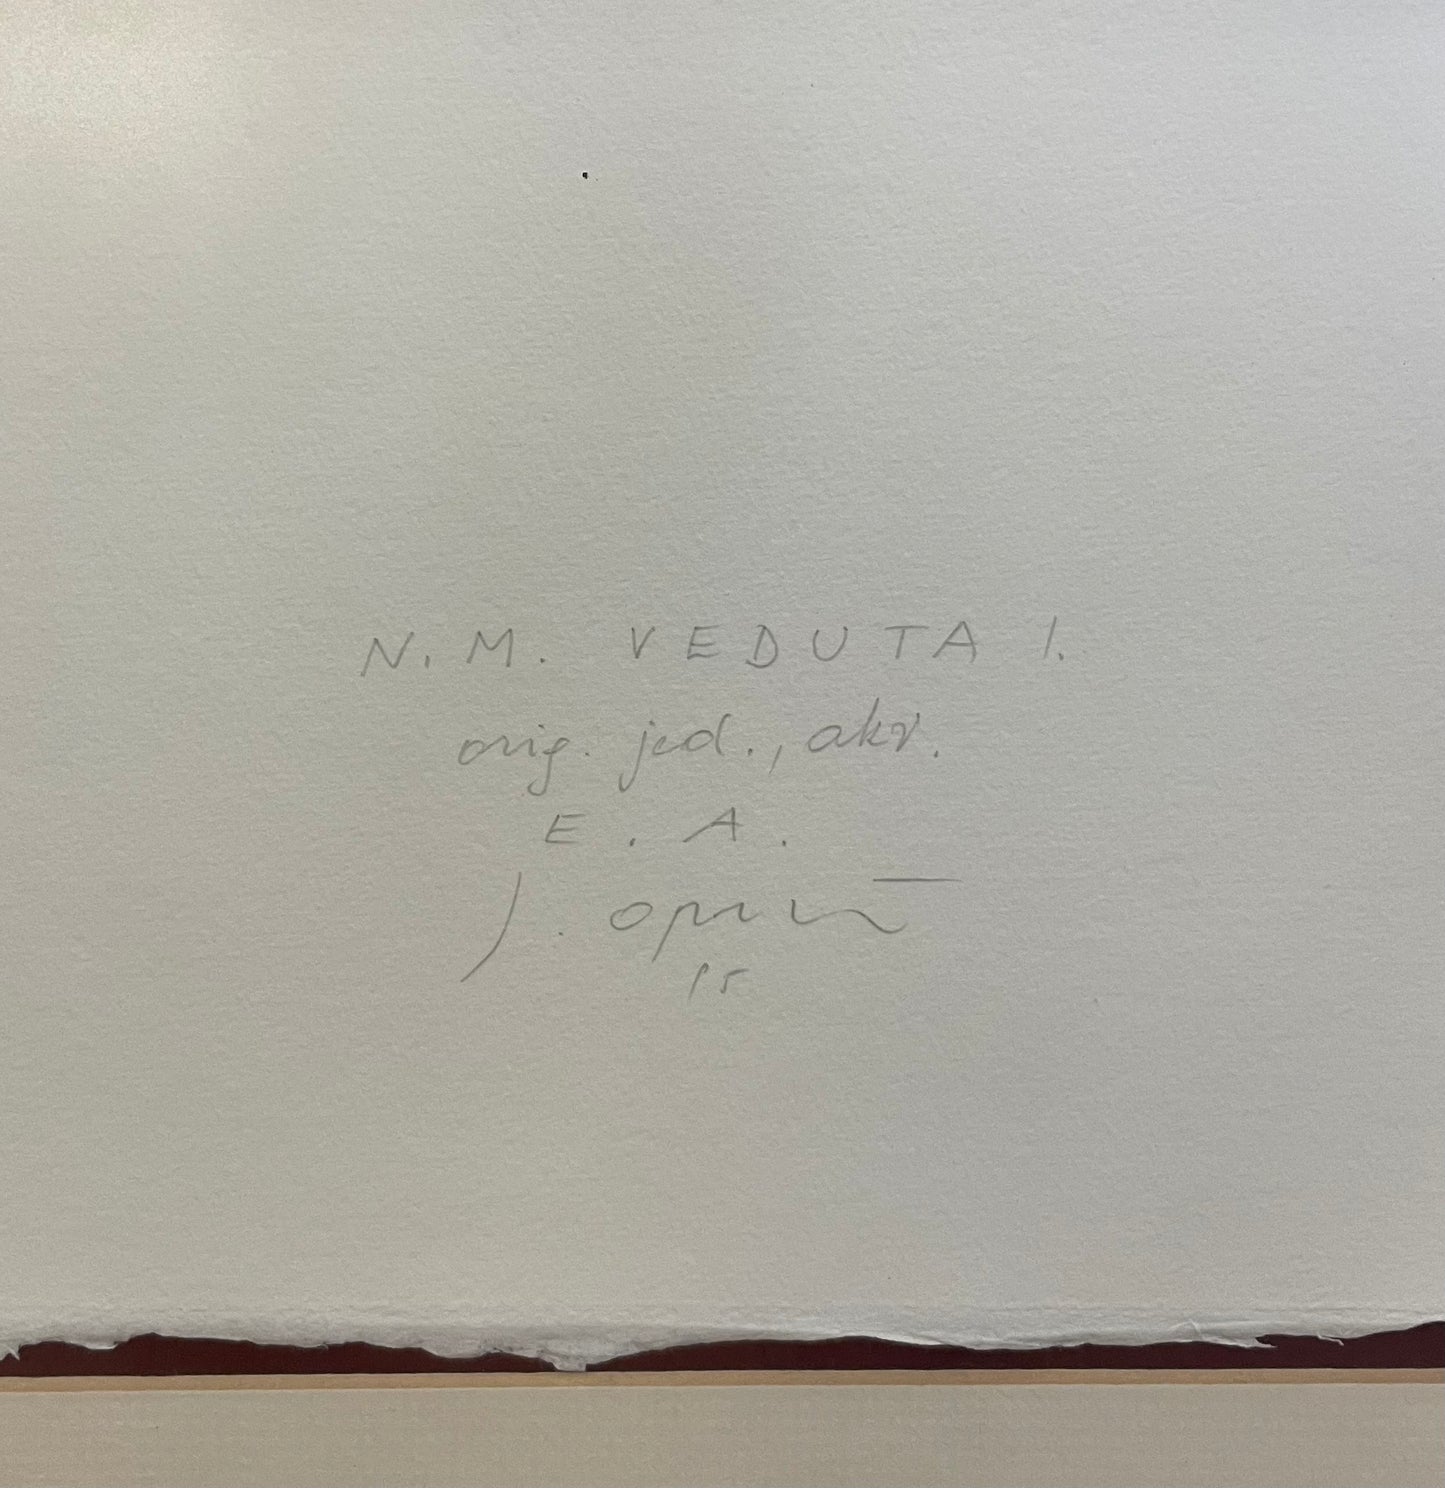 N. M. VEDUTA I.
orig. jed., akv.
E. A.
J.